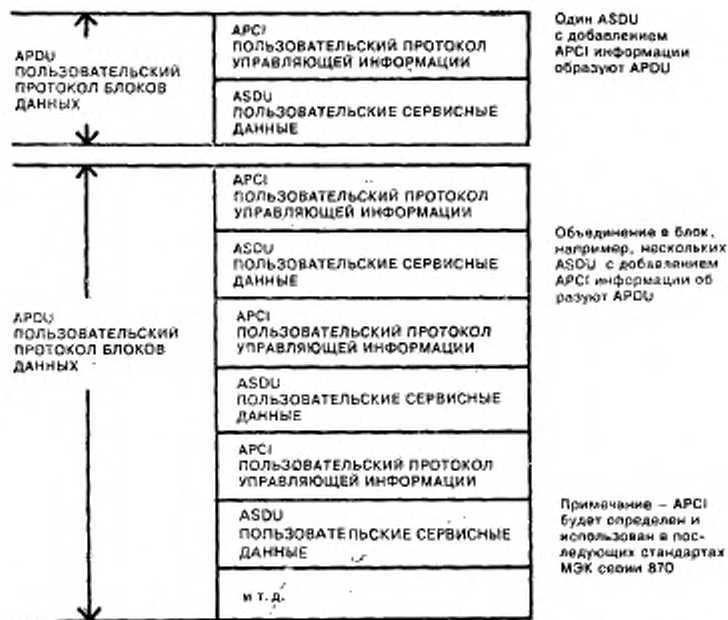 APDU
ПОЛЬЗОВАТЕЛЬСКИЙ
ПРОТОКОЛ БЛОКОВ
ДАННЫХ
APCI
ПОЛЬЗОВАТЕЛЬСКИЙ ПРОТОКОЛ
УПРАВЛЯЮЩЕЙ ИНФОРМАЦИИ
ASDU
ПОЛЬЗОВАТЕЛЬСКИЕ СЕРВИСНЫЕ
ДАННЫЕ
Один ASDU
с добавлением
APCI информации
образуют APDU
APDU
ПОЛЬЗОВАТЕЛЬСКИЙ
ПРОТОКОЛ БЛОКОВ
ДАННЫХ
APCI
ПОЛЬЗОВАТЕЛЬСКИЙ ПРОТОКОЛ
УПРАВЛЯЮЩЕЙ ИНФОРМАЦИИ
ASDU
ПОЛЬЗОВАТЕЛЬСКИЕ СЕРВИСНЫЕ
ДАННЫЕ
APCI
ПОЛЬЗОВАТЕЛЬСКИЙ ПРОТОКОЛ
УПРАВЛЯЮЩЕЙ ИНФОРМАЦИИ
ASDU
ПОЛЬЗОВАТЕЛЬСКИЕ СЕРВИСНЫЕ
ДАННЫЕ
APCI
ПОЛЬЗОВАТЕЛЬСКИЙ ПРОТОКОЛ
УПРАВЛЯЮЩЕЙ ИНФОРМАЦИИ
ASDU
ПОЛЬЗОВАТЕЛЬСКИЕ СЕРВИСНЫЕ
ДАННЫЕ
и т. д.
Объединение в блок,
например, нескольких
ASDU с добавлением
APCI информации об
разуют APDU
Примечание – APCI
будет определен и
использован в пос-
ледующих стандартах
МЭК серии 870